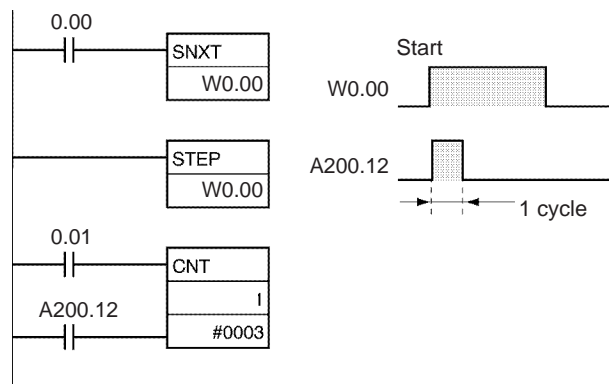 0.00
SNXT
W0.00
STEP
W0.00
0.01
CNT
A200.12
1
#0003
Start
W0.00
A200.12
1 cycle